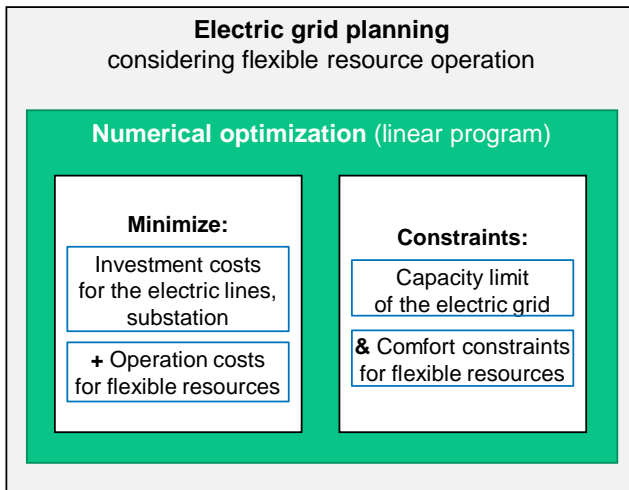 Electric grid planning
considering flexible resource operation
Numerical optimization (linear program)
Minimize:
Investment costs
for the electric lines,
substation
+ Operation costs
for flexible resources
Constraints:
Capacity limit
of the electric grid
& Comfort constraints
for flexible resources